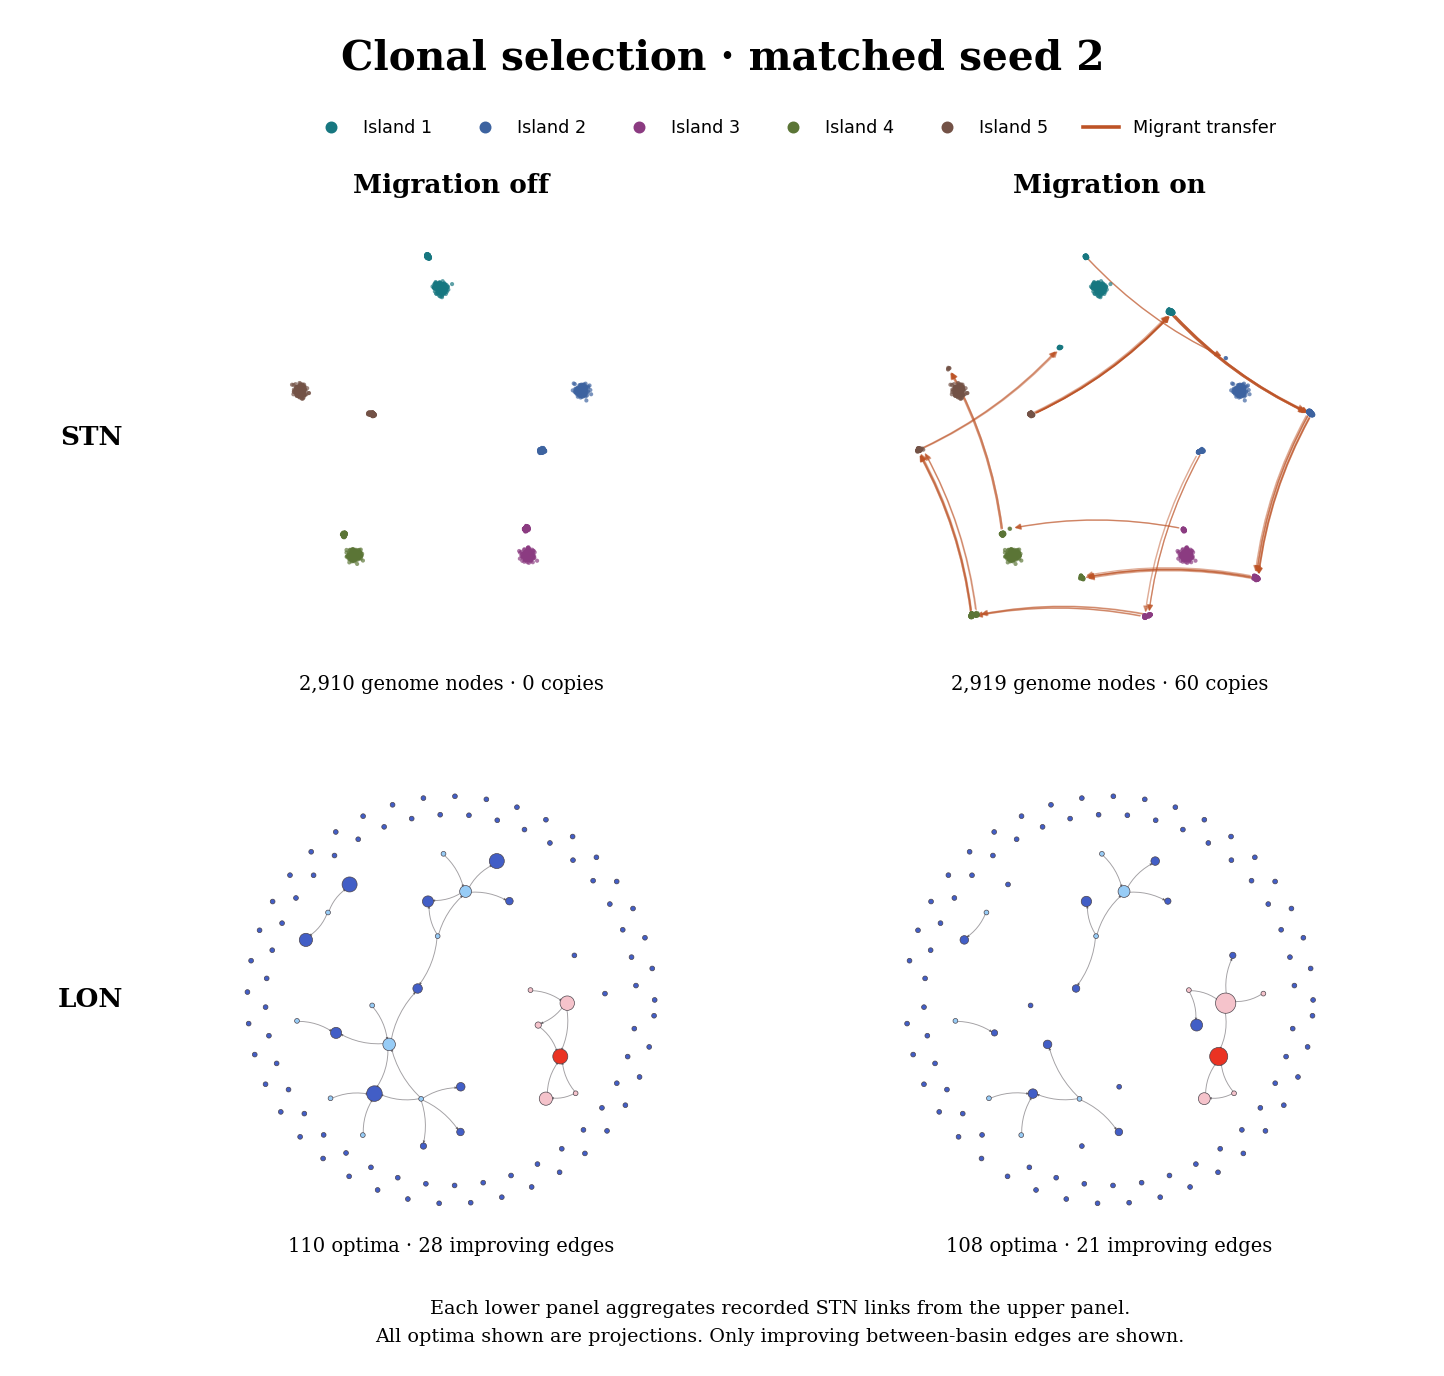 Clonal selection · matched seed 2
Island 1
Island 2
Island 3
Island 4
Island 5
Migrant transfer
Migration off
Migration on
STN
2,910 genome nodes · 0 copies
2,919 genome nodes · 60 copies
LON
110 optima · 28 improving edges
108 optima · 21 improving edges
Each lower panel aggregates recorded STN links from the upper panel.
All optima shown are projections. Only improving between-basin edges are shown.